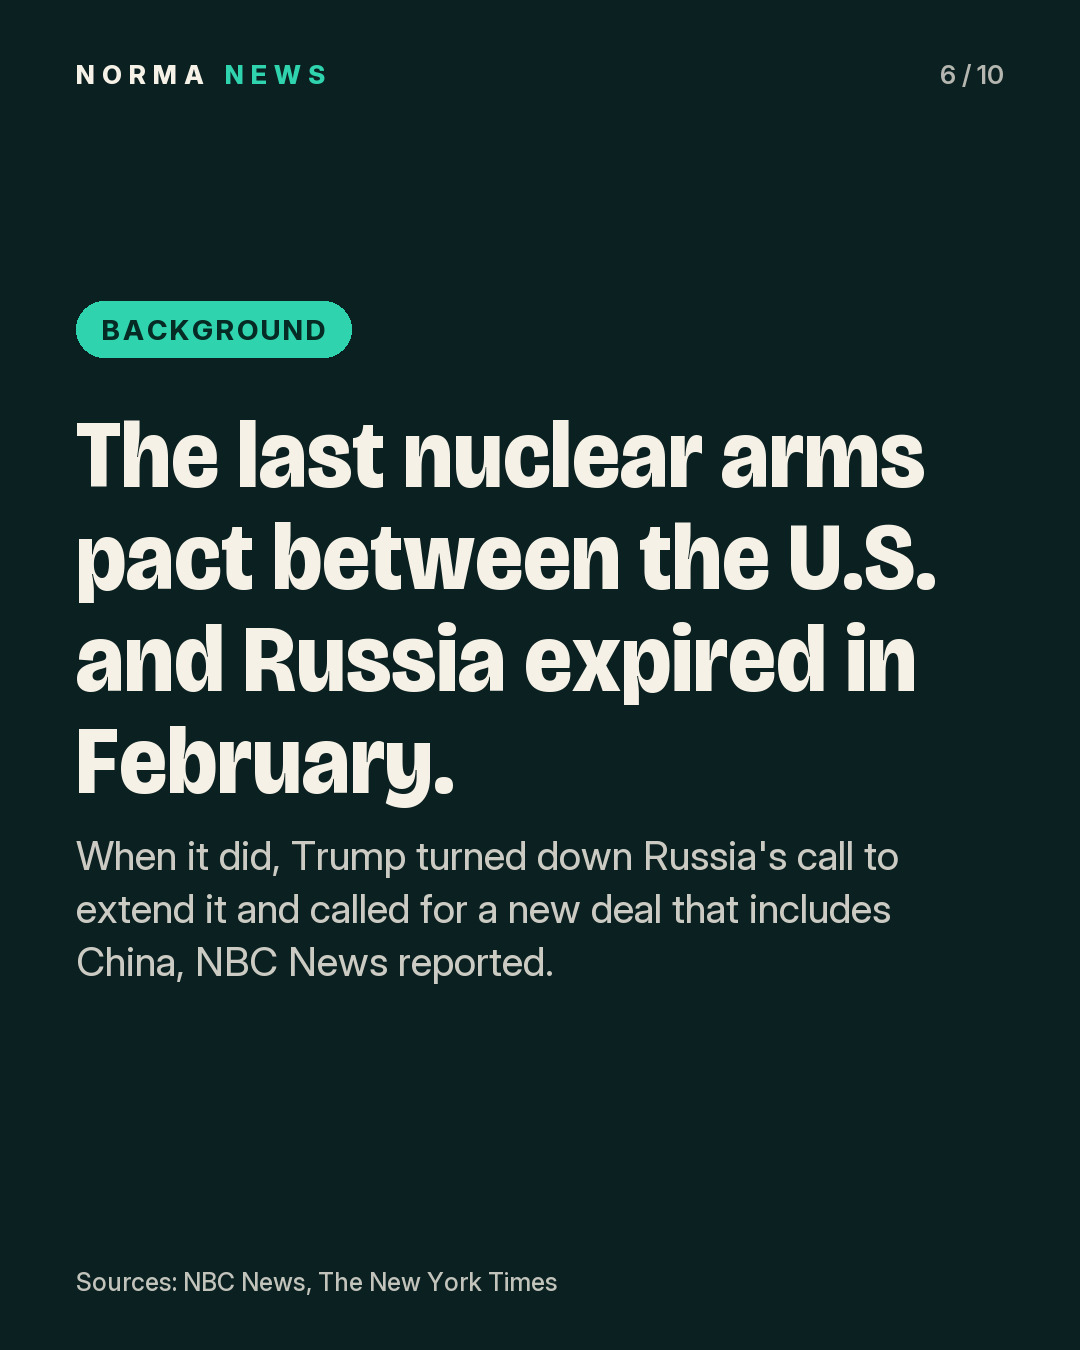 NORMA NEWS
6 / 10
BACKGROUND
The last nuclear arms
pact between the U.S.
and Russia expired in
February.
When it did, Trump turned down Russia's call to
extend it and called for a new deal that includes
China, NBC News reported.
Sources: NBC News, The New York Times